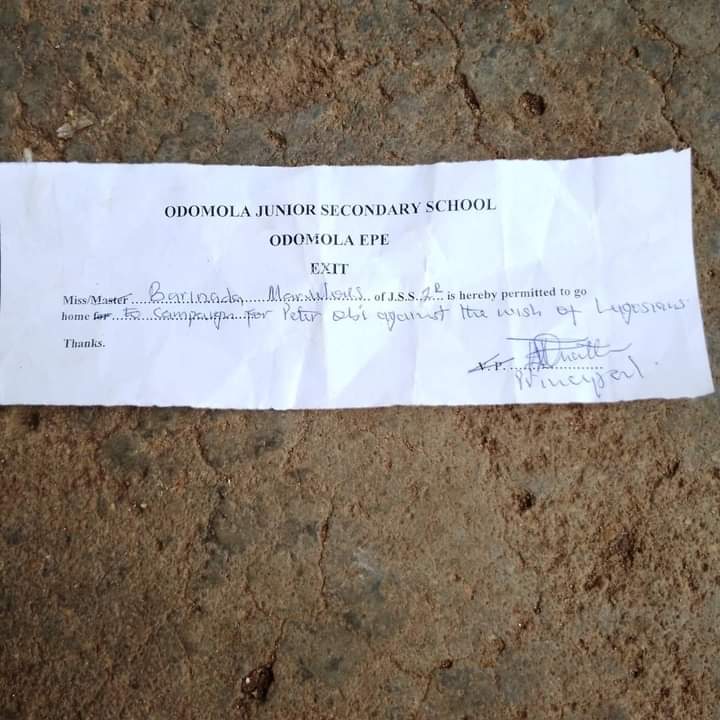 ODOMOLA JUNIOR SECONDARY SCHOOL
ODOMOLA EPE
EXIT
Miss/Master Barinada Marvelous of J.S.S. 2R is hereby permitted to go
home for to campaign for Peter Obi against the wish of Lagosians
Thanks.
V.P.
Principal.